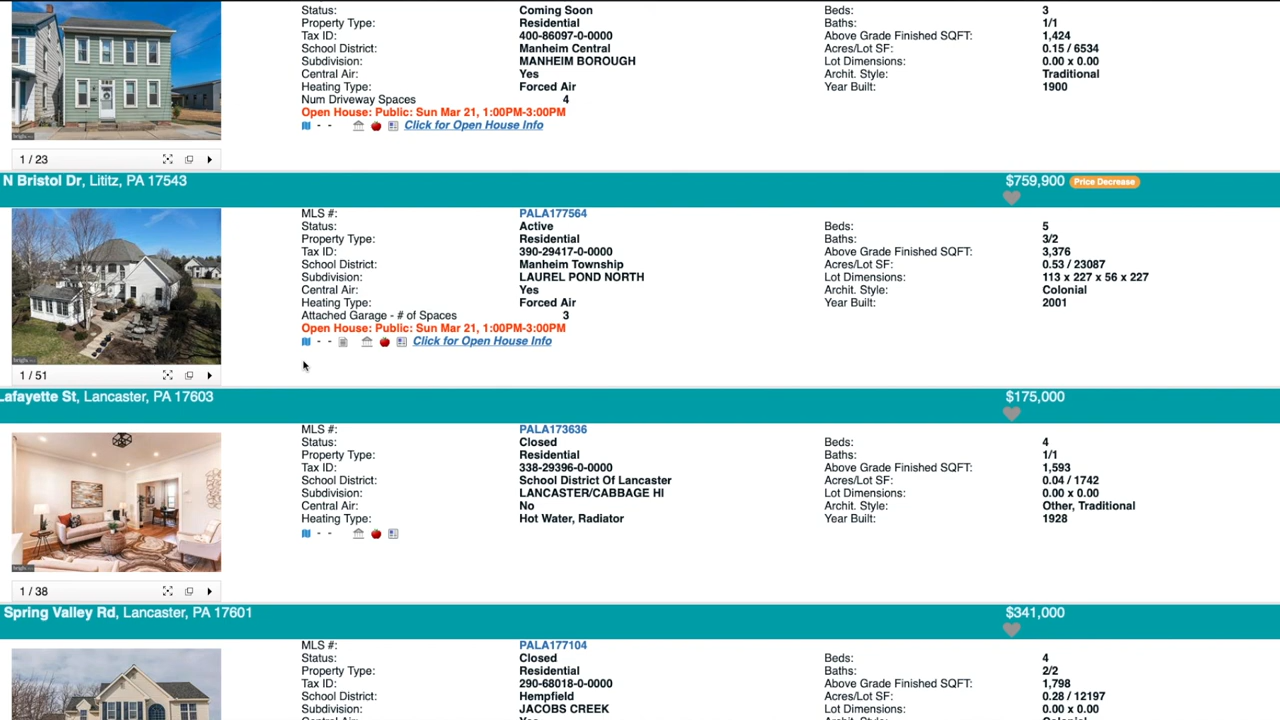 Status: Coming Soon Beds: 3
Property Type: Residential Baths: 1/1
Tax ID: 400-86097-0-0000 Above Grade Finished SQFT: 1,424
School District: Manheim Central Acres/Lot SF: 0.15 / 6534
Subdivision: MANHEIM BOROUGH Lot Dimensions: 0.00 x 0.00
Central Air: Yes Archit. Style: Traditional
Heating Type: Forced Air Year Built: 1900
Num Driveway Spaces 4
Open House: Public: Sun Mar 21, 1:00PM-3:00PM
- - Click for Open House Info
bright
1 / 23
N Bristol Dr, Lititz, PA 17543 $759,900 Price Decrease
MLS #: PALA177564
Status: Active Beds: 5
Property Type: Residential Baths: 3/2
Tax ID: 390-29417-0-0000 Above Grade Finished SQFT: 3,376
School District: Manheim Township Acres/Lot SF: 0.53 / 23087
Subdivision: LAUREL POND NORTH Lot Dimensions: 113 x 227 x 56 x 227
Central Air: Yes Archit. Style: Colonial
Heating Type: Forced Air Year Built: 2001
Attached Garage - # of Spaces 3
Open House: Public: Sun Mar 21, 1:00PM-3:00PM
- - Click for Open House Info
bright
1 / 51
Lafayette St, Lancaster, PA 17603 $175,000
MLS #: PALA173636
Status: Closed Beds: 4
Property Type: Residential Baths: 1/1
Tax ID: 338-29396-0-0000 Above Grade Finished SQFT: 1,593
School District: School District Of Lancaster Acres/Lot SF: 0.04 / 1742
Subdivision: LANCASTER/CABBAGE HI Lot Dimensions: 0.00 x 0.00
Central Air: No Archit. Style: Other, Traditional
Heating Type: Hot Water, Radiator Year Built: 1928
- -
bright
1 / 38
Spring Valley Rd, Lancaster, PA 17601 $341,000
MLS #: PALA177104
Status: Closed Beds: 4
Property Type: Residential Baths: 2/2
Tax ID: 290-68018-0-0000 Above Grade Finished SQFT: 1,798
School District: Hempfield Acres/Lot SF: 0.28 / 12197
Subdivision: JACOBS CREEK Lot Dimensions: 0.00 x 0.00